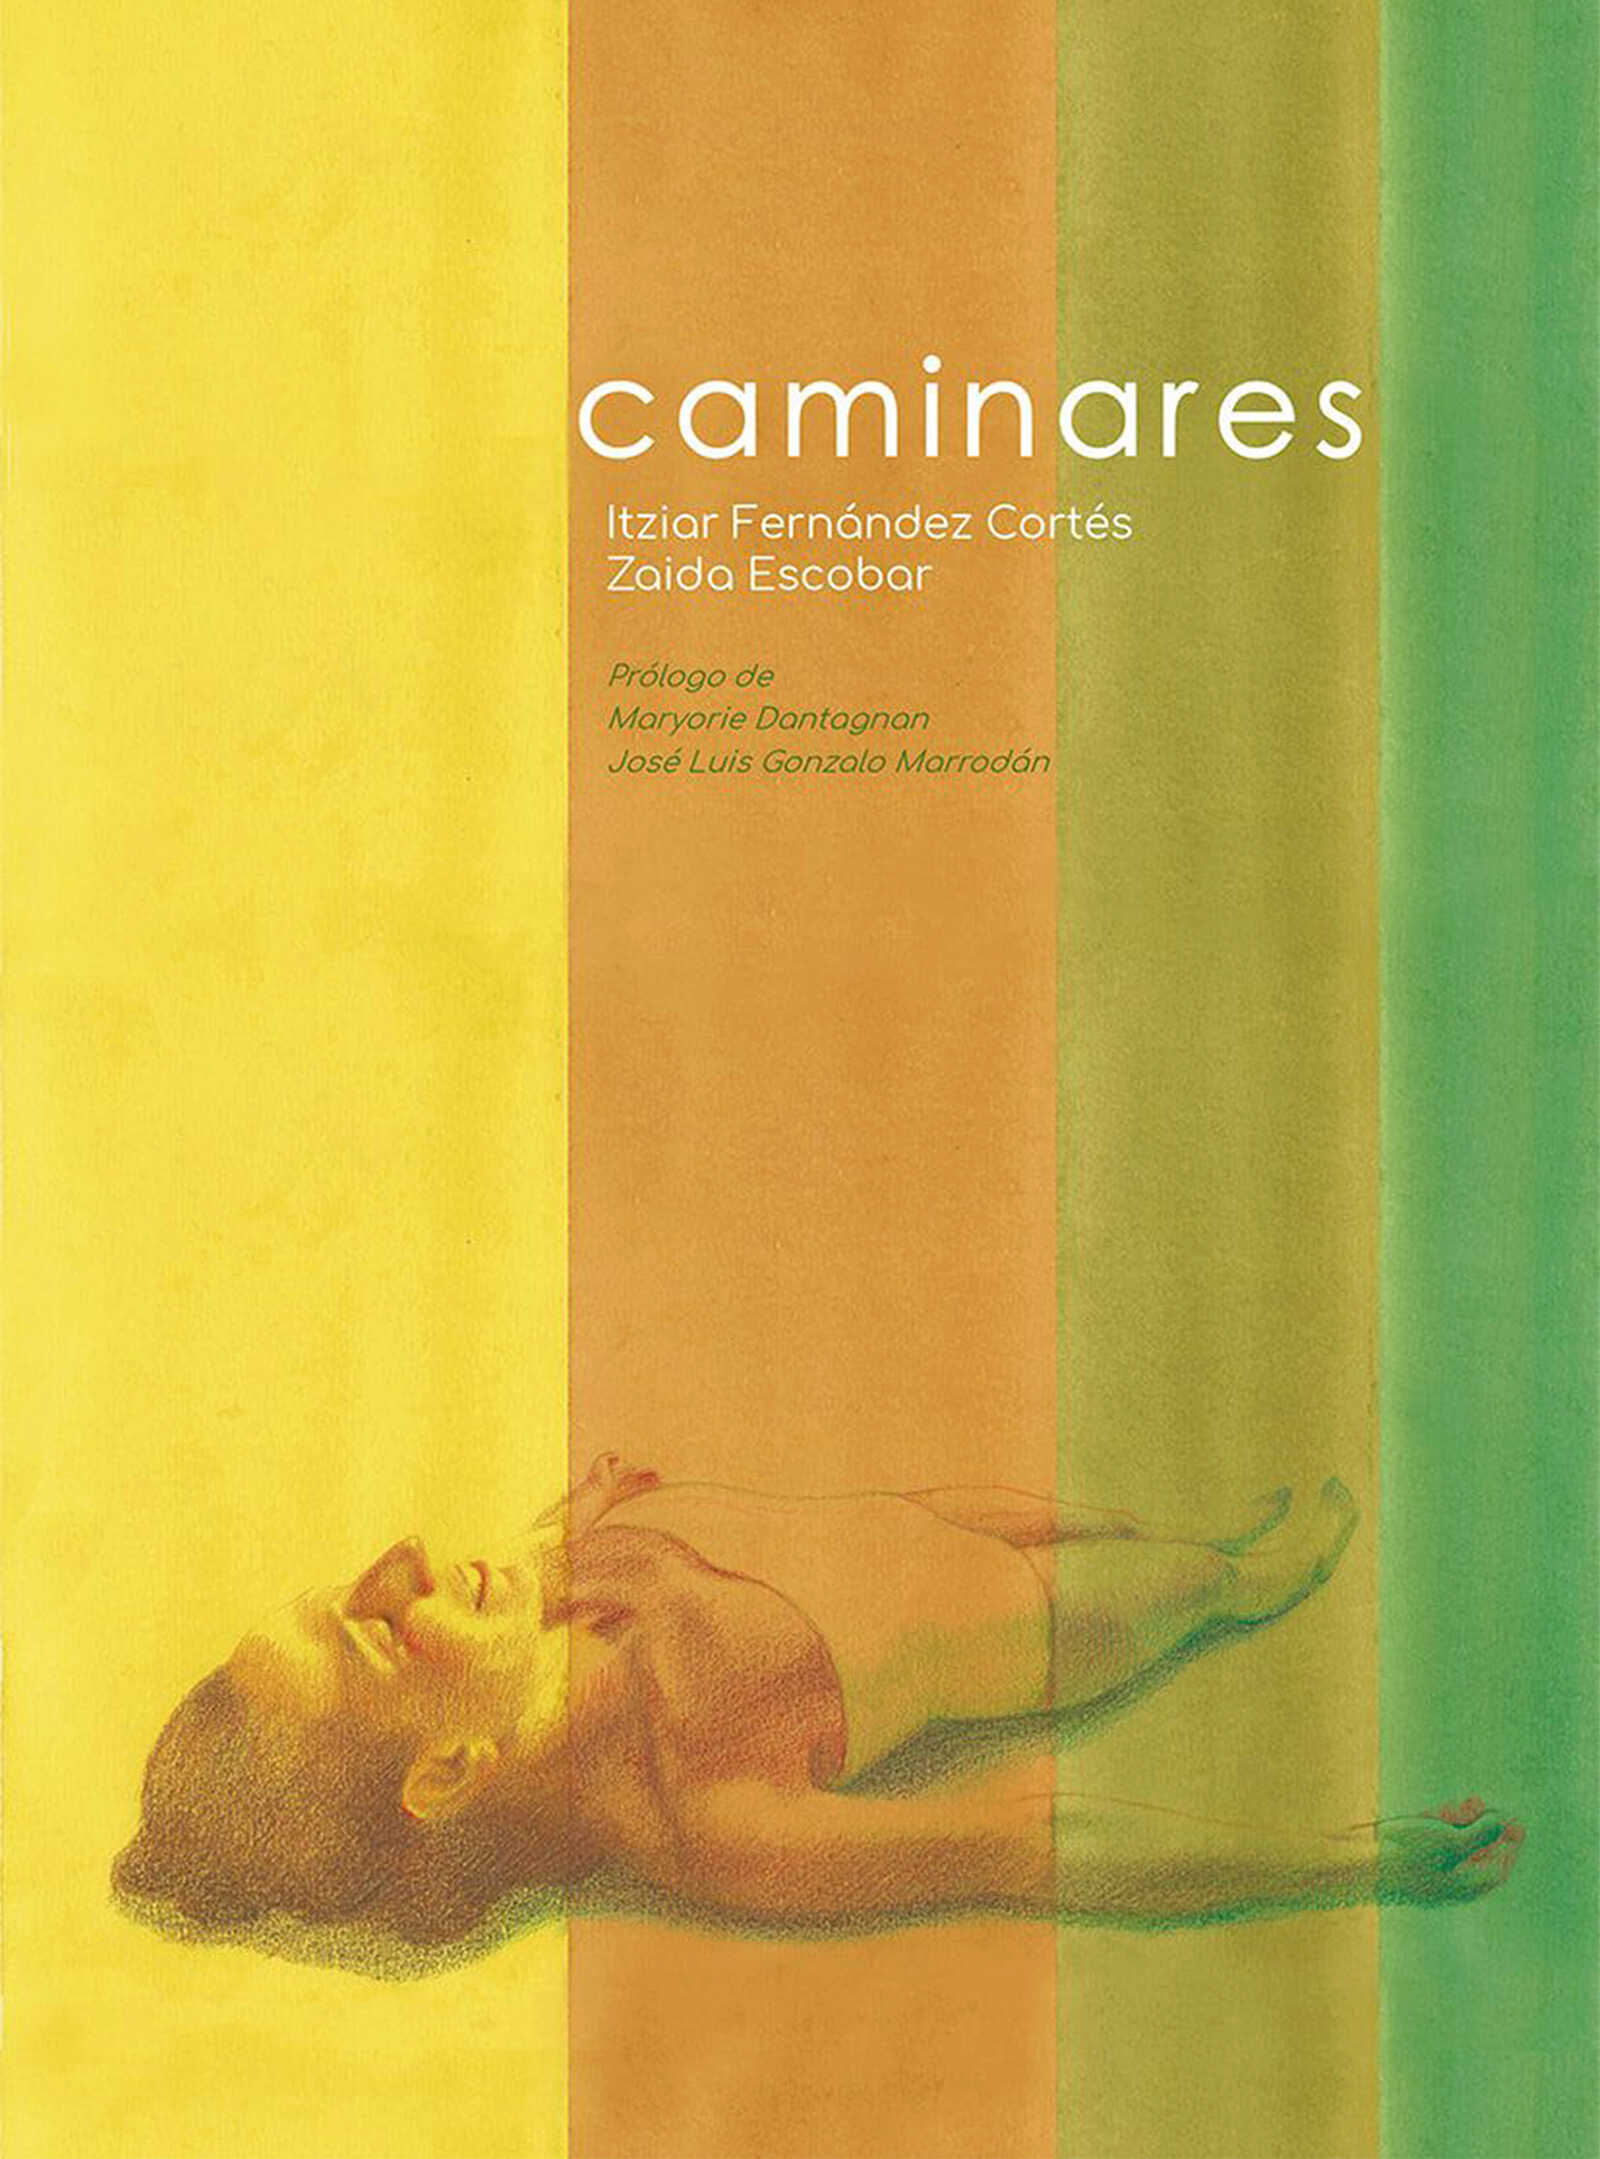 caminares
Itziar Fernández Cortés
Zaida Escobar
Prólogo de
Maryorie Dantagnan
José Luis Gonzalo Marrodán